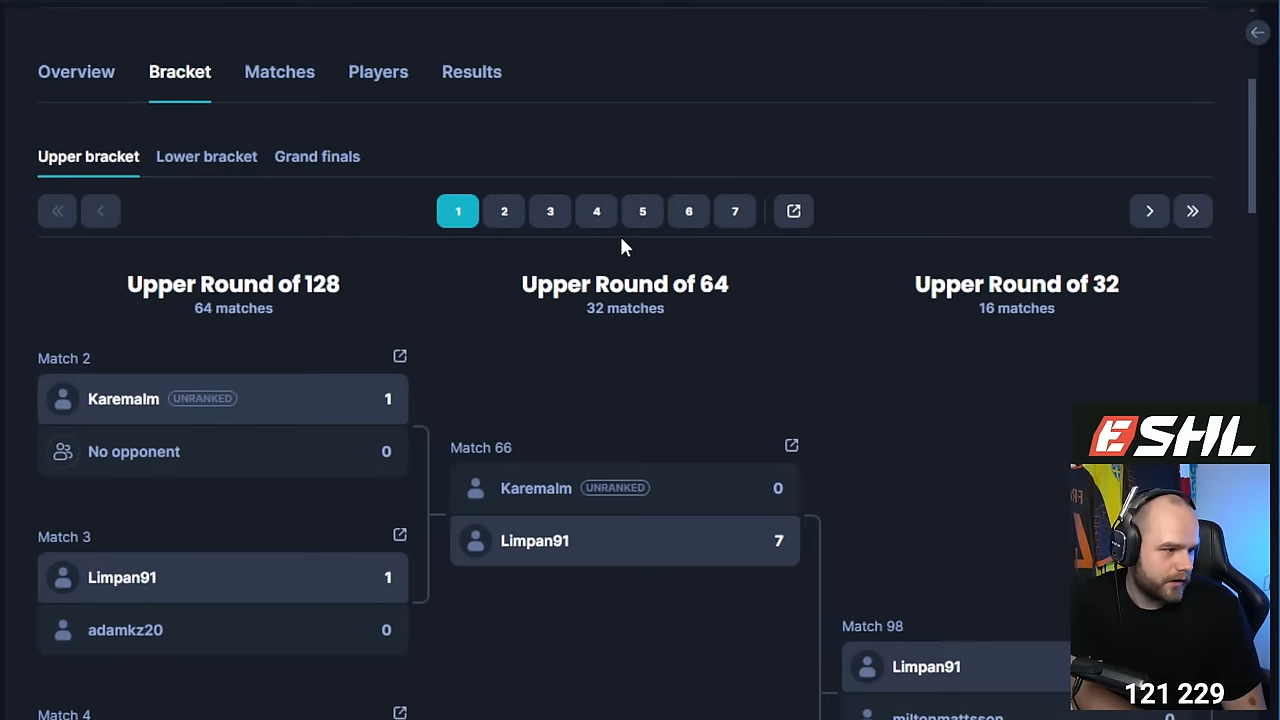 Overview Bracket Matches Players Results
Upper bracket Lower bracket Grand finals
1 2 3 4 5 6 7
Upper Round of 128
64 matches
Upper Round of 64
32 matches
Upper Round of 32
16 matches
Match 2
Karemalm UNRANKED 1
No opponent 0
Match 66
Karemalm UNRANKED 0
Limpan91 7
Match 3
Limpan91 1
adamkz20 0
Match 98
Limpan91
miltonmattsson 0
Match 4
ESHL
121 229